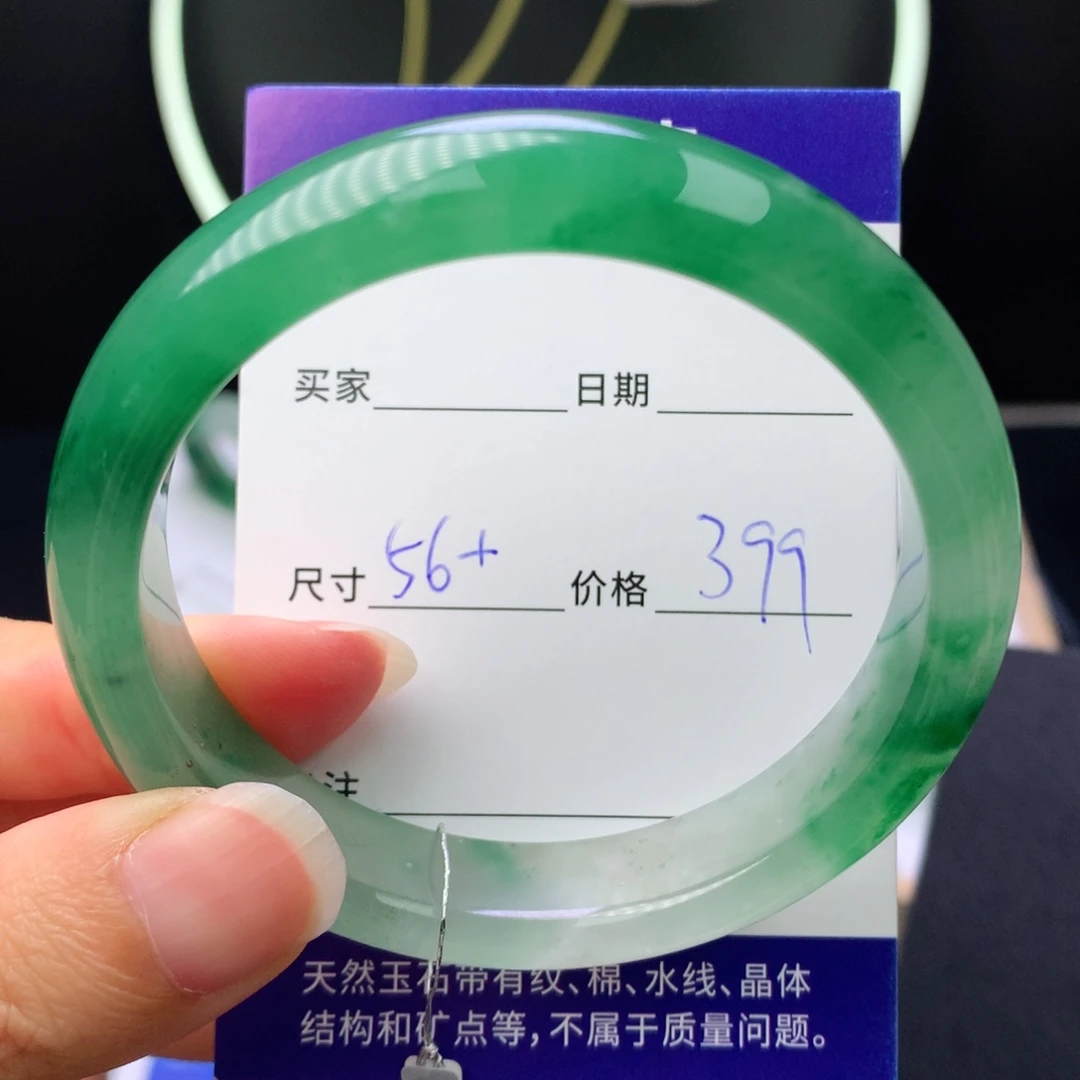 买家 日期
尺寸 56+ 价格 399
注
天然玉石带有纹、棉、水线、晶体
结构和矿点等，不属于质量问题。